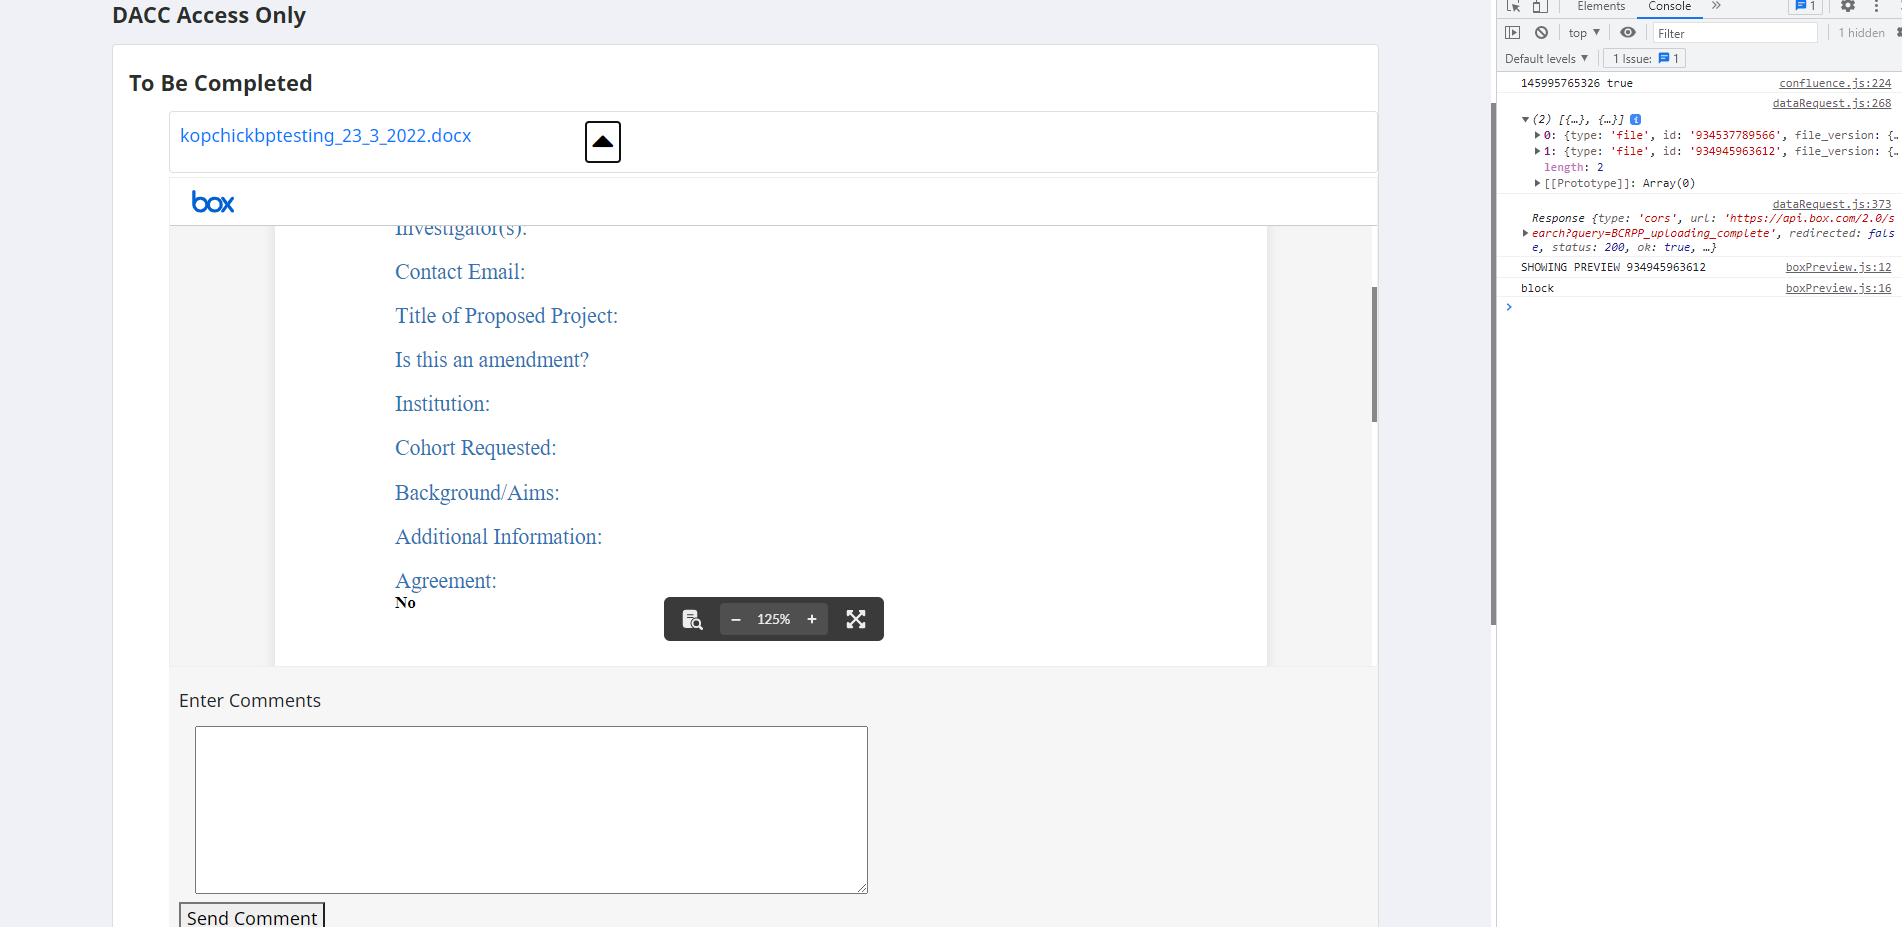 DACC Access Only
To Be Completed
kopchickbptesting_23_3_2022.docx
box
Investigator(s):
Contact Email:
Title of Proposed Project:
Is this an amendment?
Institution:
Cohort Requested:
Background/Aims:
Additional Information:
Agreement:
No
125%
Enter Comments
Send Comment
Elements Console 1
top Filter 1 hidden
Default levels 1 Issue: 1
145995765326 true confluence.js:224
dataRequest.js:268
(2) [{…}, {…}]
0: {type: 'file', id: '934537789566', file_version: {…
1: {type: 'file', id: '934945963612', file_version: {…
length: 2
[[Prototype]]: Array(0)
dataRequest.js:373
Response {type: 'cors', url: 'https://api.box.com/2.0/s
earch?query=BCRPP_uploading_complete', redirected: fals
e, status: 200, ok: true, …}
SHOWING PREVIEW 934945963612 boxPreview.js:12
block boxPreview.js:16